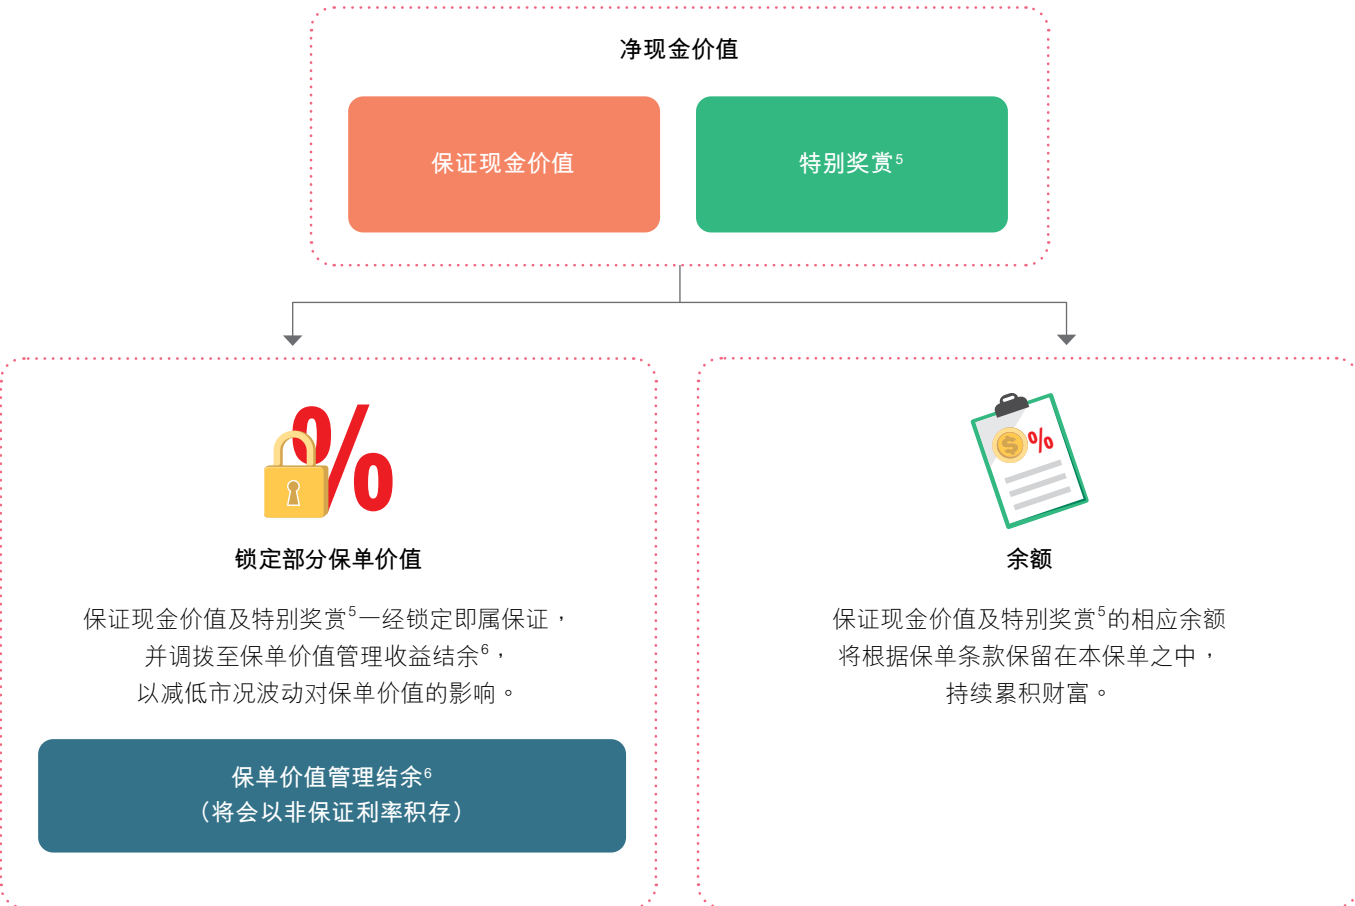 净现金价值
保证现金价值
特别奖赏5
%
%
$
锁定部分保单价值
余额
保证现金价值及特别奖赏5一经锁定即属保证，
并调拨至保单价值管理收益结余6，
以减低市况波动对保单价值的影响。
保证现金价值及特别奖赏5的相应余额
将根据保单条款保留在本保单之中，
持续累积财富。
保单价值管理结余6
（将会以非保证利率积存）